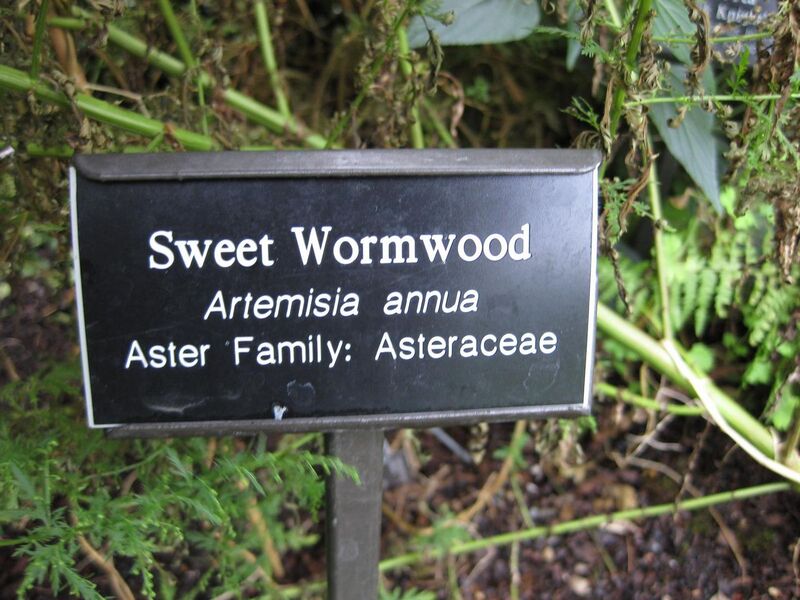 Sweet Wormwood
Artemisia annua
Aster Family: Asteraceae